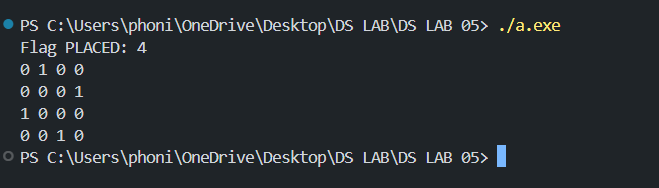 PS C:\Users\phoni\OneDrive\Desktop\DS LAB\DS LAB 05> ./a.exe
Flag PLACED: 4
0 1 0 0
0 0 0 1
1 0 0 0
0 0 1 0
PS C:\Users\phoni\OneDrive\Desktop\DS LAB\DS LAB 05>